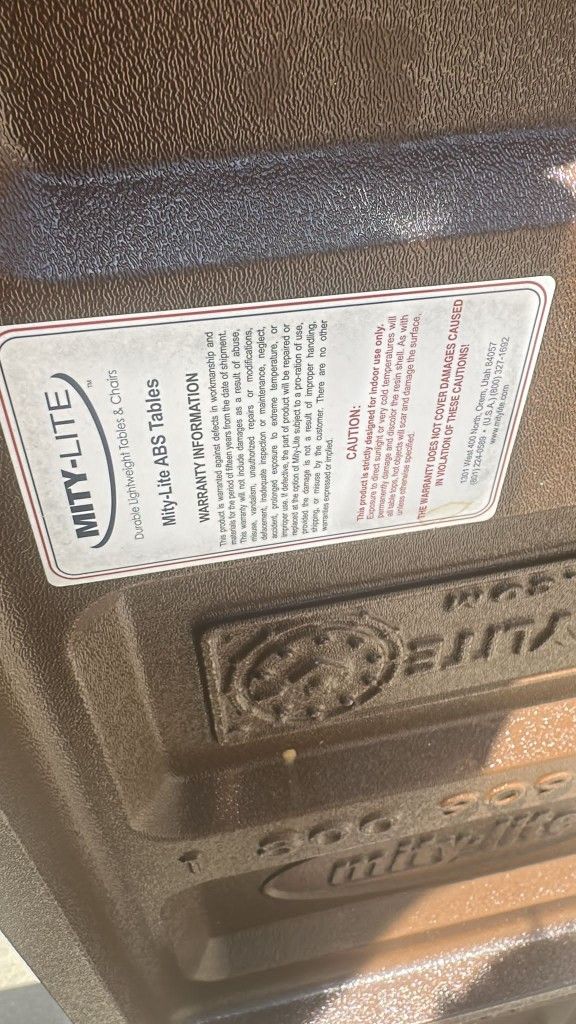 MITY-LITE™
Durable Lightweight Tables & Chairs
Mity-Lite ABS Tables
WARRANTY INFORMATION
This product is warranted against defects in workmanship and
materials for the period of fifteen years from the date of shipment.
This warranty will not include damages as a result of abuse,
misuse, vandalism, unauthorized repairs or modifications,
defacement, inadequate inspection or maintenance, neglect,
accident, prolonged exposure to extreme temperature, or
improper use. If defective, the part of product will be repaired or
replaced at the option of Mity-Lite subject to a pro-ration of use,
provided the damage is not a result of improper handling,
shipping, or misuse by the customer. There are no other
warranties expressed or implied.
CAUTION:
This product is strictly designed for indoor use only.
Exposure to direct sunlight or very cold temperatures will
permanently damage and discolor the resin shell. As with
all table tops, hot objects will scar and damage the surface,
unless otherwise specified.
THE WARRANTY DOES NOT COVER DAMAGES CAUSED
IN VIOLATION OF THESE CAUTIONS!
1301 West 400 North, Orem, Utah 84057
(801) 224-0589 • (U.S.A.) (800) 327-1692
www.mitylite.com
mity-lite